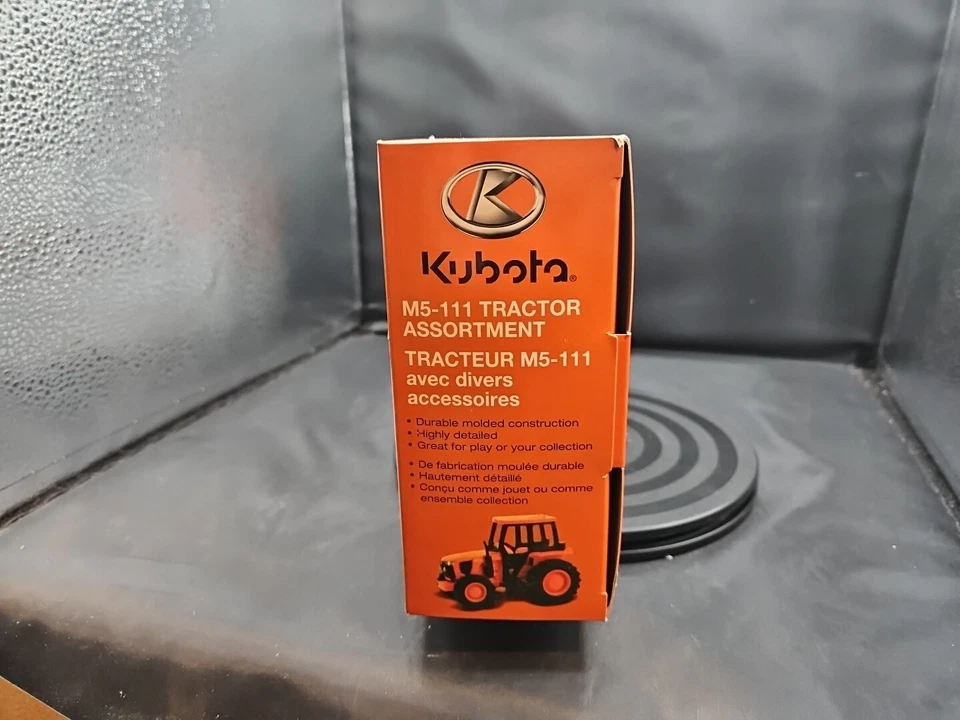 K
Kubota®
M5-111 TRACTOR
ASSORTMENT
TRACTEUR M5-111
avec divers
accessoires
• Durable molded construction
• Highly detailed
• Great for play or your collection
• De fabrication moulée durable
• Hautement détaillé
• Conçu comme jouet ou comme
ensemble collection